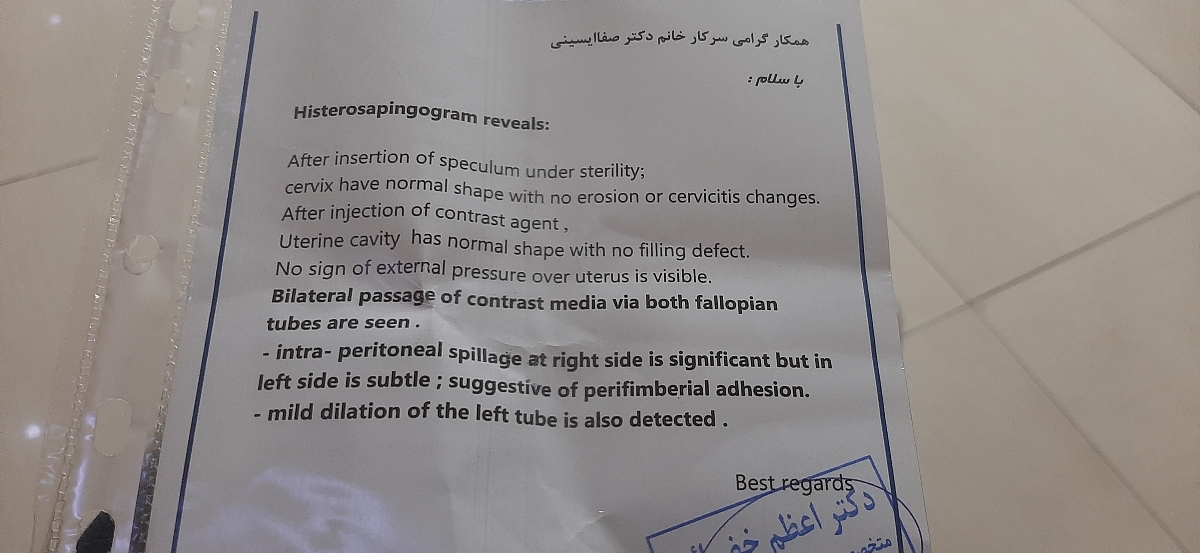 همکار گرامی سرکار خانم دکتر صفاایسینی
با سلام :
Histerosapingogram reveals:
After insertion of speculum under sterility;
cervix have normal shape with no erosion or cervicitis changes.
After injection of contrast agent ,
Uterine cavity has normal shape with no filling defect.
No sign of external pressure over uterus is visible.
Bilateral passage of contrast media via both fallopian
tubes are seen .
- intra- peritoneal spillage at right side is significant but in
left side is subtle ; suggestive of perifimberial adhesion.
- mild dilation of the left tube is also detected .
Best regards
دکتر اعظم